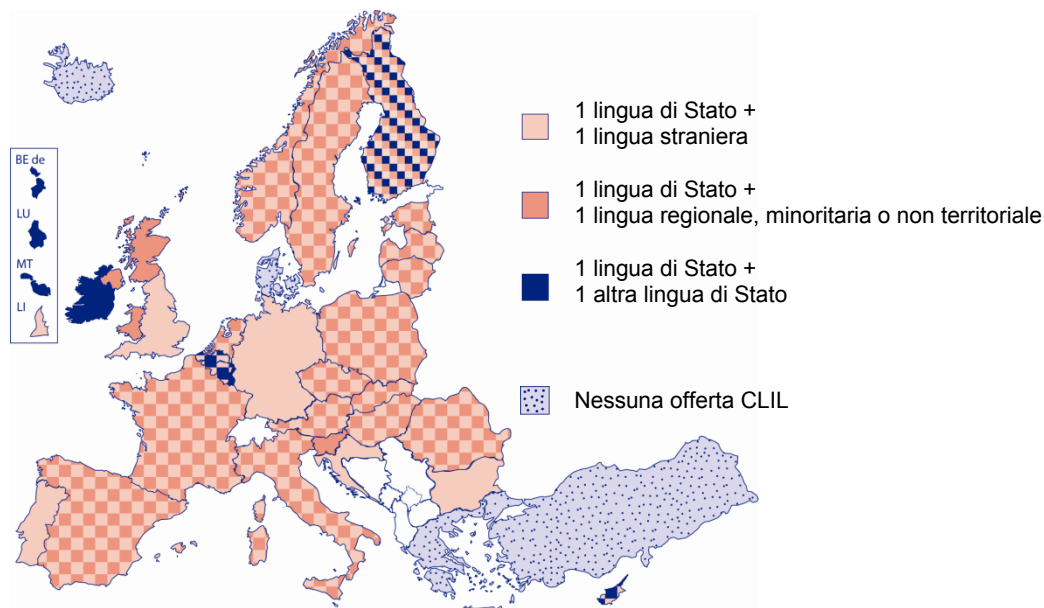 BE de
LU
MT
LI
1 lingua di Stato +
1 lingua straniera
1 lingua di Stato +
1 lingua regionale, minoritaria o non territoriale
1 lingua di Stato +
1 altra lingua di Stato
Nessuna offerta CLIL